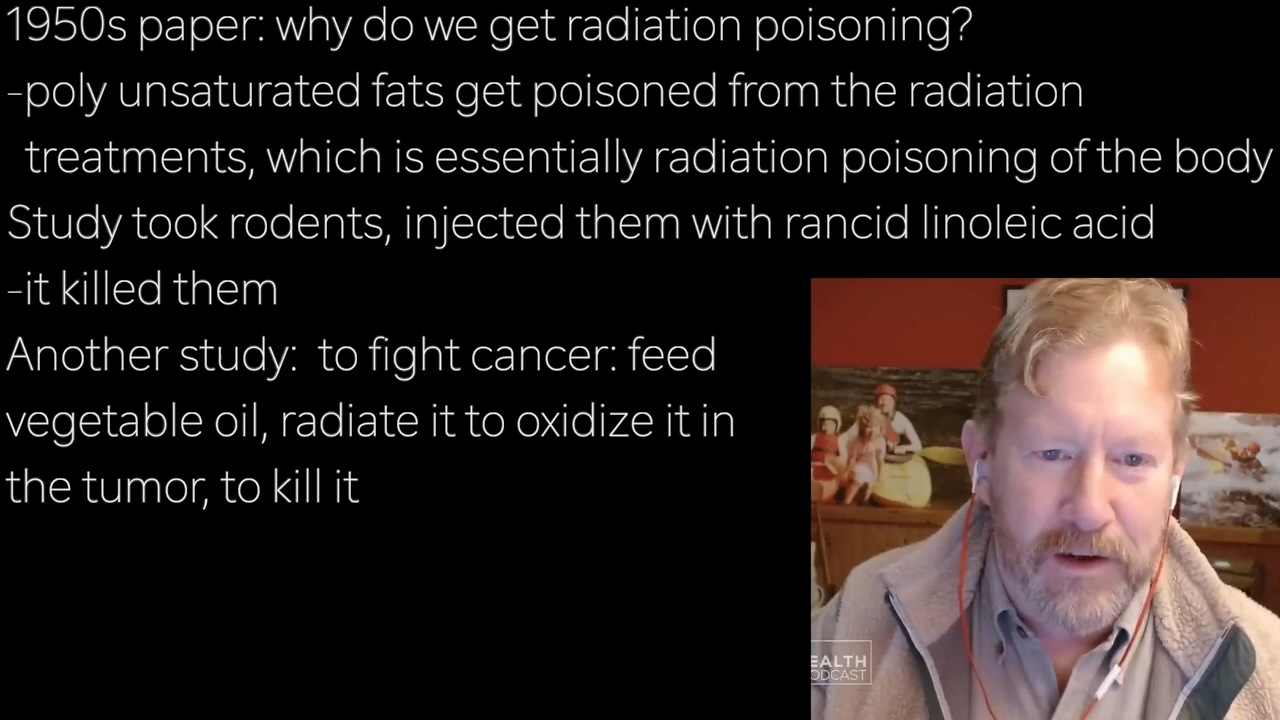 1950s paper: why do we get radiation poisoning?
-poly unsaturated fats get poisoned from the radiation
treatments, which is essentially radiation poisoning of the body
Study took rodents, injected them with rancid linoleic acid
-it killed them
Another study:  to fight cancer: feed
vegetable oil, radiate it to oxidize it in
the tumor, to kill it
EALTH
ODCAST